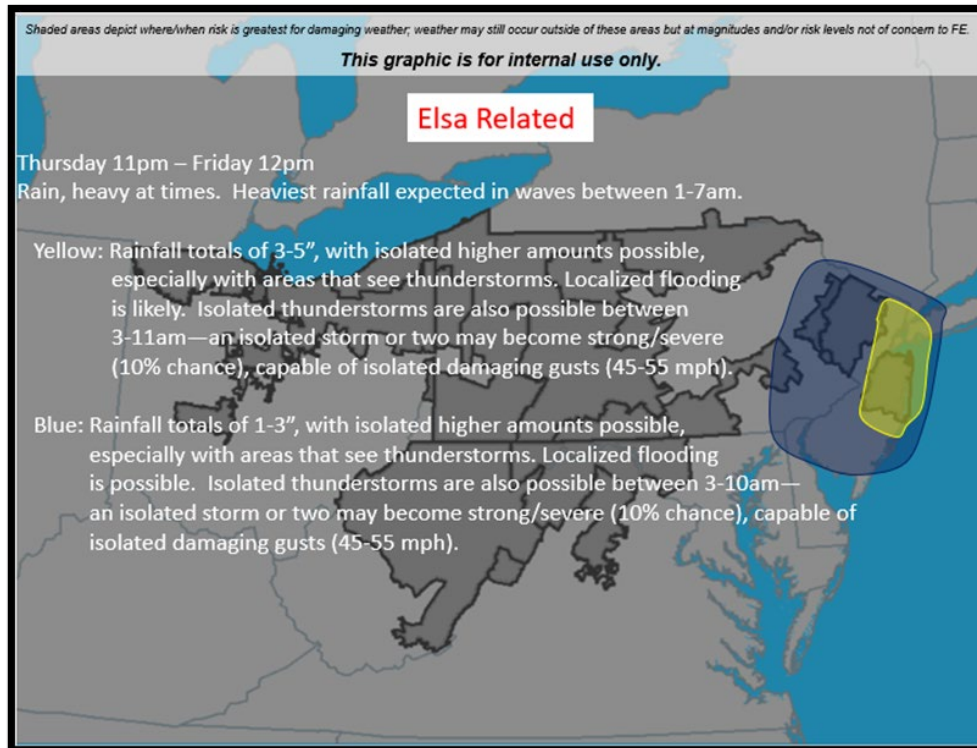 Shaded areas depict where/when risk is greatest for damaging weather; weather may still occur outside of these areas but at magnitudes and/or risk levels not of concern to FE.
This graphic is for internal use only.
Elsa Related
Thursday 11pm – Friday 12pm
Rain, heavy at times.  Heaviest rainfall expected in waves between 1-7am.
Yellow: Rainfall totals of 3-5”, with isolated higher amounts possible,
especially with areas that see thunderstorms. Localized flooding
is likely.  Isolated thunderstorms are also possible between
3-11am—an isolated storm or two may become strong/severe
(10% chance), capable of isolated damaging gusts (45-55 mph).
Blue: Rainfall totals of 1-3”, with isolated higher amounts possible,
especially with areas that see thunderstorms. Localized flooding
is possible.  Isolated thunderstorms are also possible between 3-10am—
an isolated storm or two may become strong/severe (10% chance), capable of
isolated damaging gusts (45-55 mph).